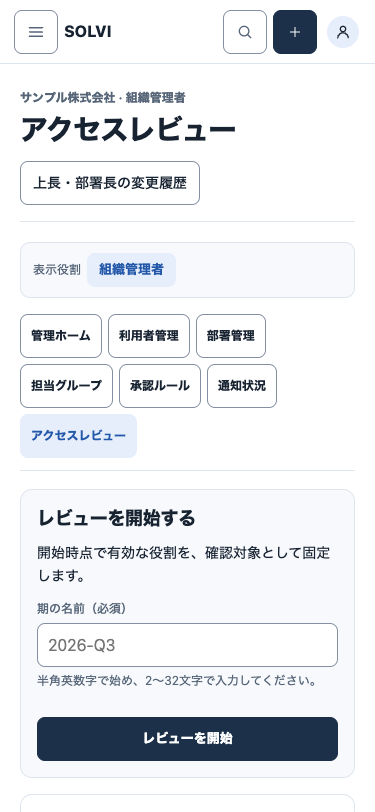 SOLVI
サンプル株式会社 · 組織管理者
アクセスレビュー
上長・部署長の変更履歴
表示役割 組織管理者
管理ホーム 利用者管理 部署管理
担当グループ 承認ルール 通知状況
アクセスレビュー
レビューを開始する
開始時点で有効な役割を、確認対象として固定
します。
期の名前（必須）
2026-Q3
半角英数字で始め、2〜32文字で入力してください。
レビューを開始